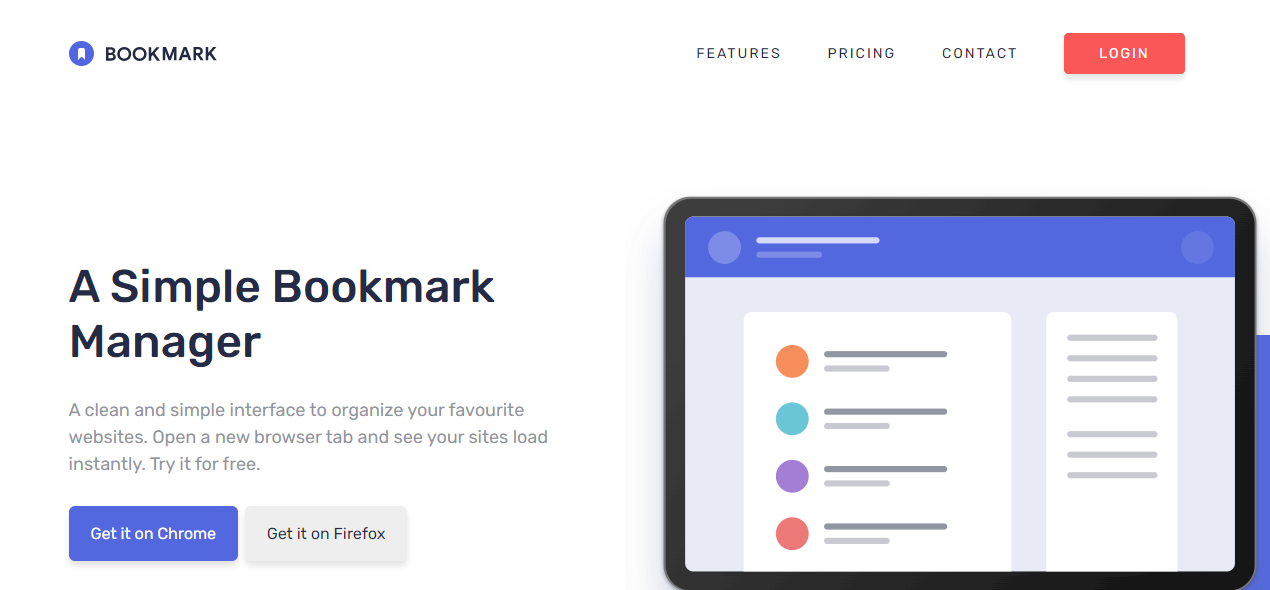 BOOKMARK
FEATURES
PRICING
CONTACT
LOGIN
A Simple Bookmark
Manager
A clean and simple interface to organize your favourite
websites. Open a new browser tab and see your sites load
instantly. Try it for free.
Get it on Chrome
Get it on Firefox